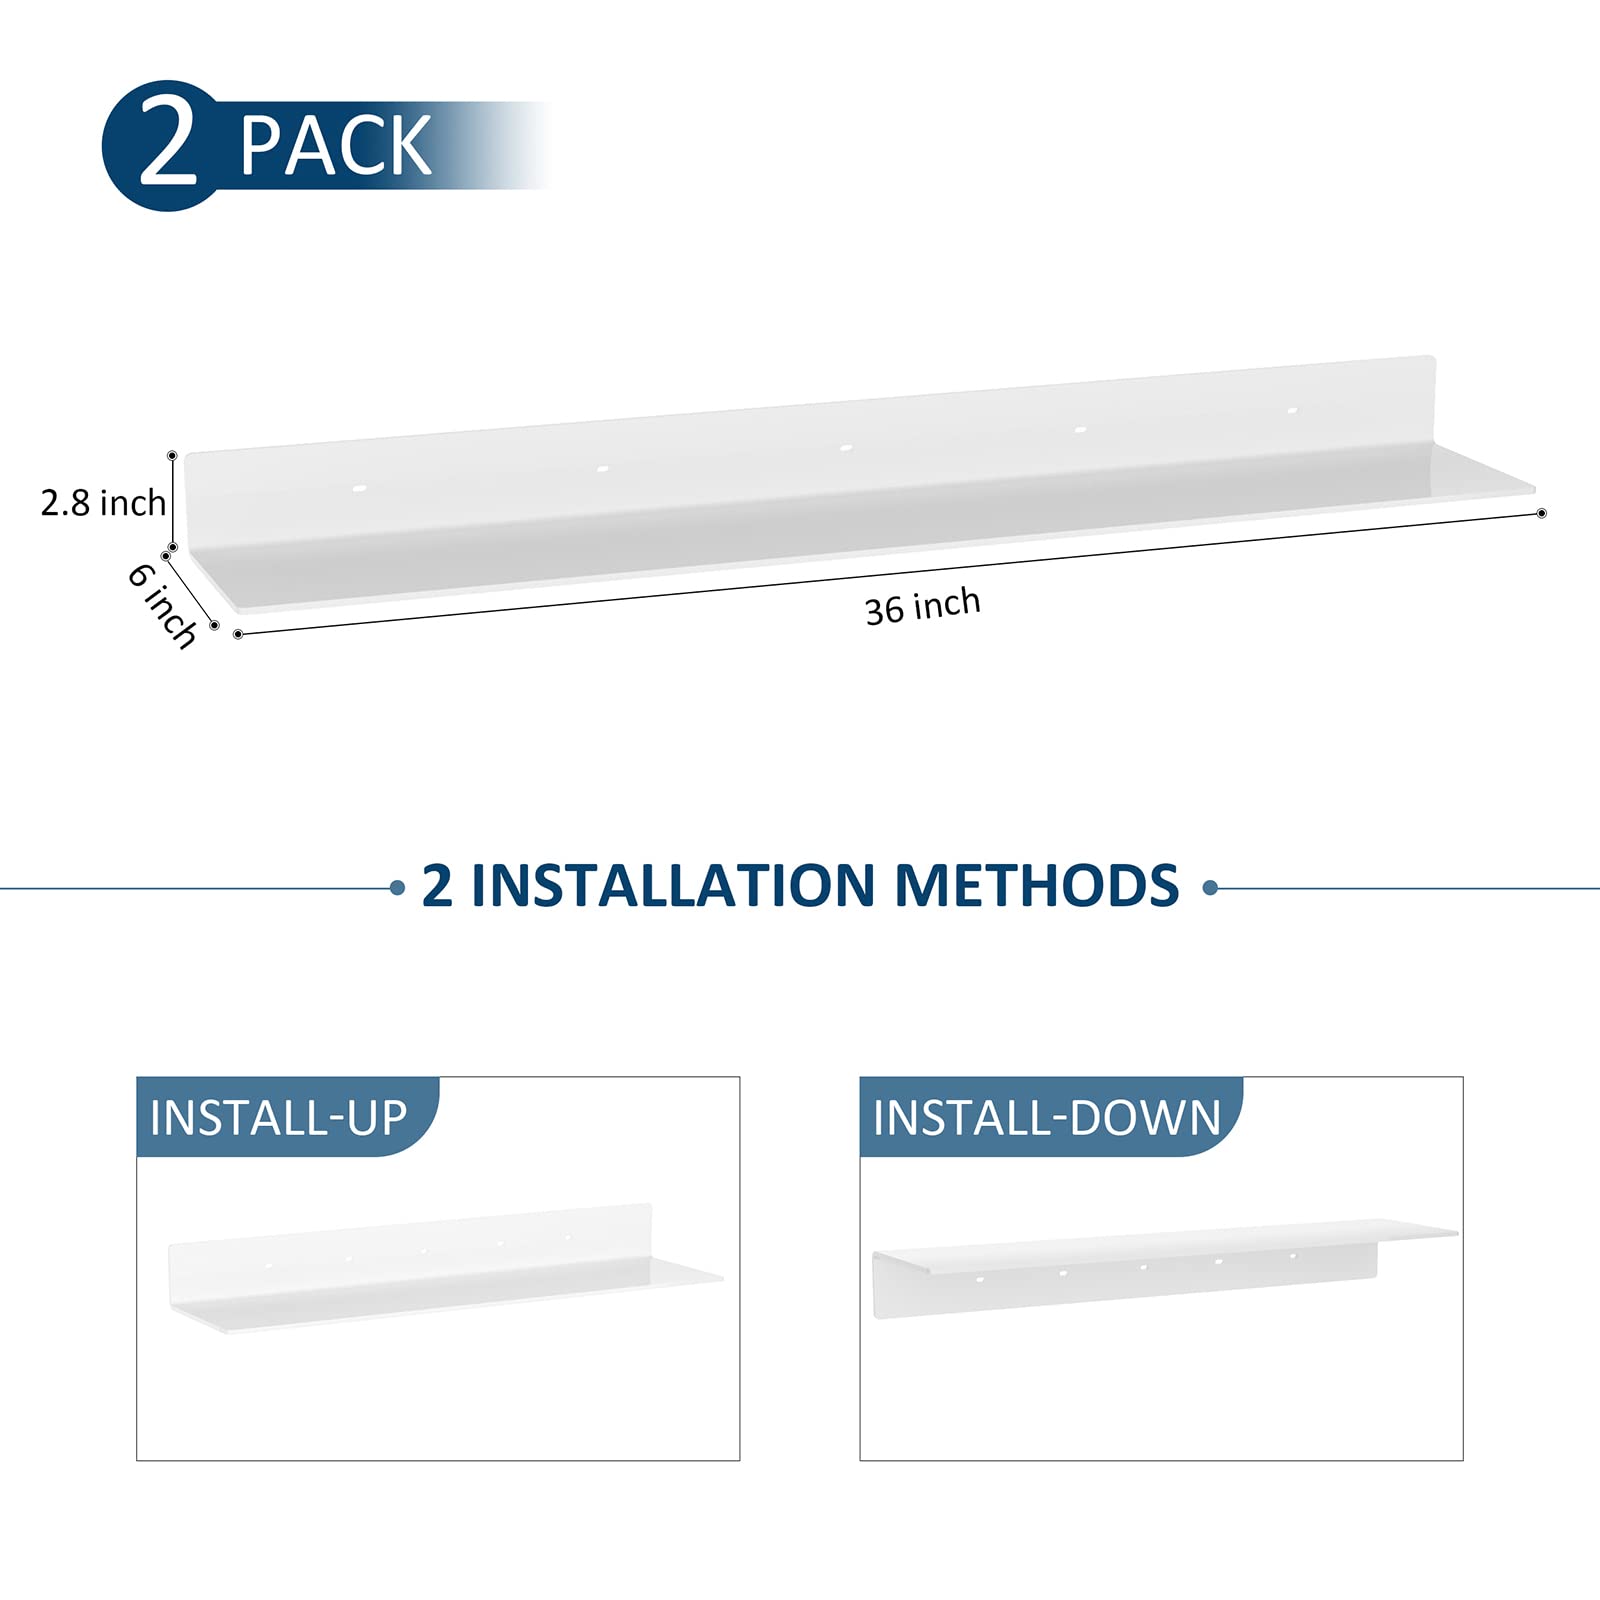 2 PACK
2.8 inch
6 inch
36 inch
2 INSTALLATION METHODS
INSTALL-UP
INSTALL-DOWN